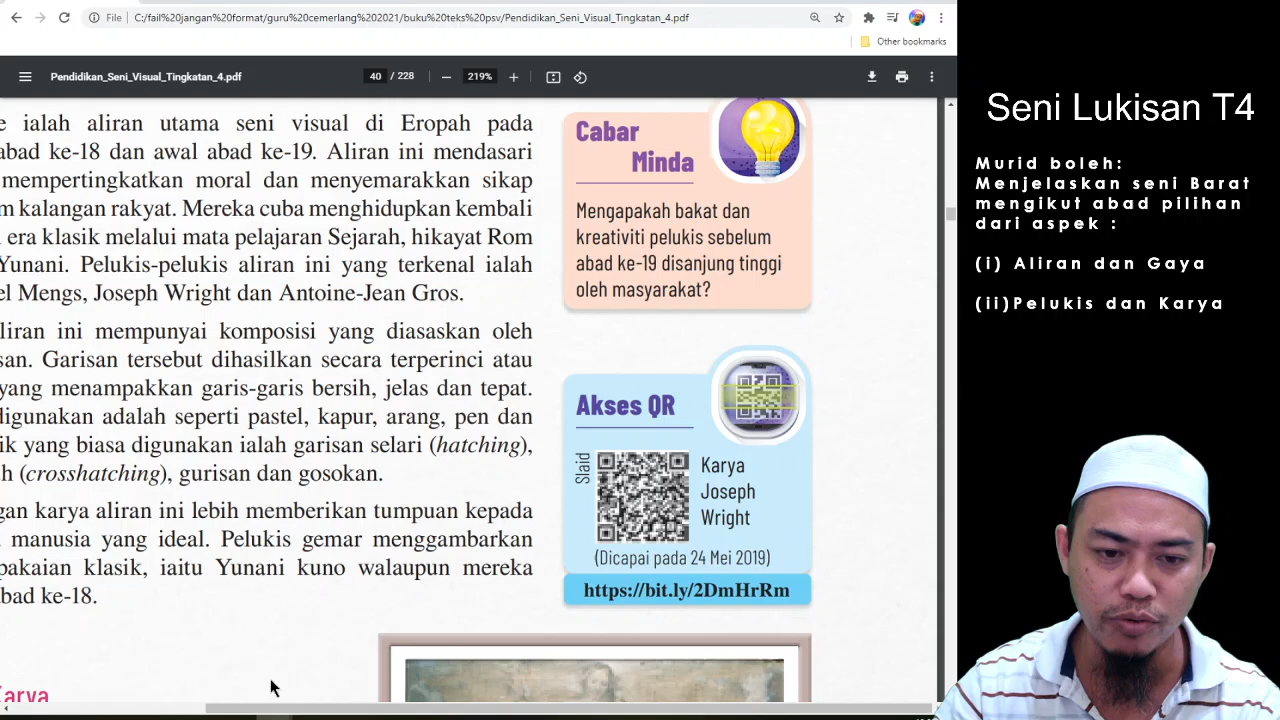 C:/fail%20jangan%20format/guru%20cemerlang%202021/buku%20teks%20psv/Pendidikan_Seni_Visual_Tingkatan_4.pdf
File
Other bookmarks
Pendidikan_Seni_Visual_Tingkatan_4.pdf
40 / 228
219%
e ialah aliran utama seni visual di Eropah pada
abad ke-18 dan awal abad ke-19. Aliran ini mendasari
mempertingkatkan moral dan menyemarakkan sikap
m kalangan rakyat. Mereka cuba menghidupkan kembali
era klasik melalui mata pelajaran Sejarah, hikayat Rom
Yunani. Pelukis-pelukis aliran ini yang terkenal ialah
el Mengs, Joseph Wright dan Antoine-Jean Gros.
liran ini mempunyai komposisi yang diasaskan oleh
san. Garisan tersebut dihasilkan secara terperinci atau
yang menampakkan garis-garis bersih, jelas dan tepat.
digunakan adalah seperti pastel, kapur, arang, pen dan
ik yang biasa digunakan ialah garisan selari (hatching),
h (crosshatching), gurisan dan gosokan.
gan karya aliran ini lebih memberikan tumpuan kepada
manusia yang ideal. Pelukis gemar menggambarkan
pakaian klasik, iaitu Yunani kuno walaupun mereka
abad ke-18.
Karya
Cabar
Minda
Mengapakah bakat dan
kreativiti pelukis sebelum
abad ke-19 disanjung tinggi
oleh masyarakat?
Akses QR
Slaid
Karya
Joseph
Wright
(Dicapai pada 24 Mei 2019)
https://bit.ly/2DmHrRm
Seni Lukisan T4
Murid boleh:
Menjelaskan seni Barat
mengikut abad pilihan
dari aspek :
(i) Aliran dan Gaya
(ii)Pelukis dan Karya